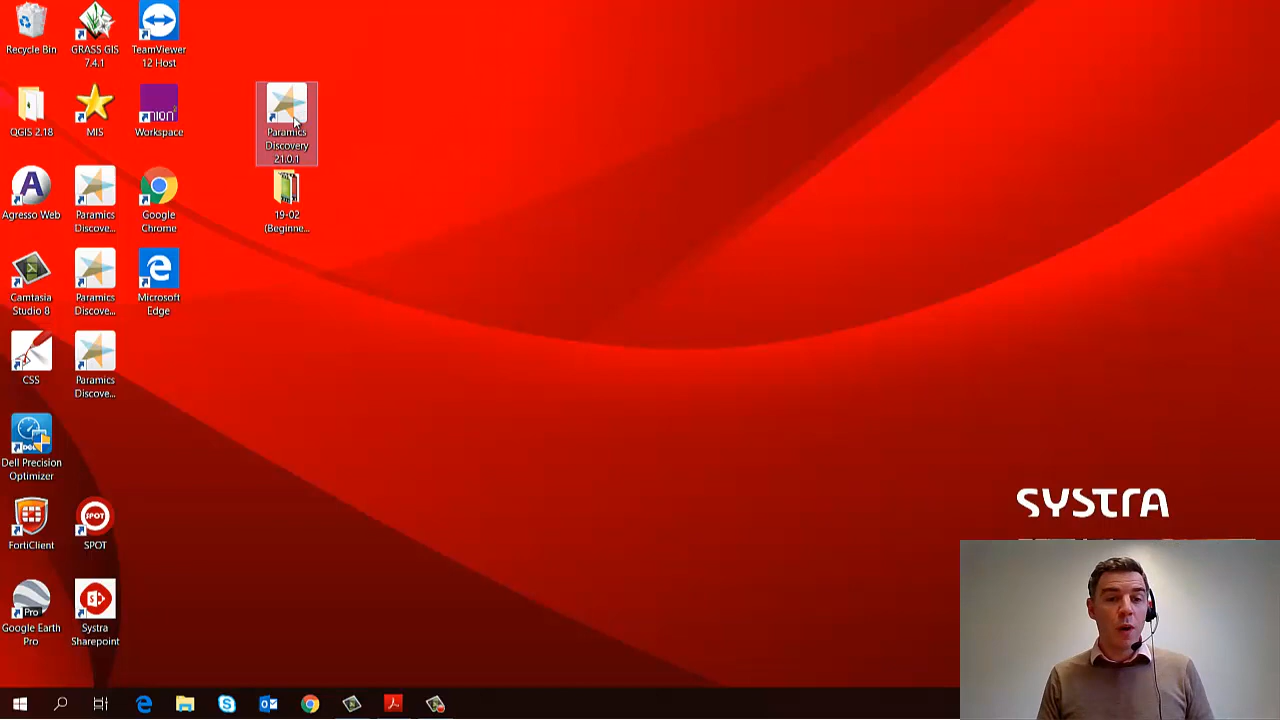 Recycle Bin
GRASS GIS
7.4.1
TeamViewer
12 Host
QGIS 2.18
MIS
Workspace
Paramics
Discovery
21.0.1
Agresso Web
Paramics
Discove...
Google
Chrome
19-02
(Beginne...
Camtasia
Studio 8
Paramics
Discove...
Microsoft
Edge
CSS
Paramics
Discove...
Dell Precision
Optimizer
FortiClient
SPOT
SPOT
SYSTRA
Pro
Google Earth
Pro
Systra
Sharepoint